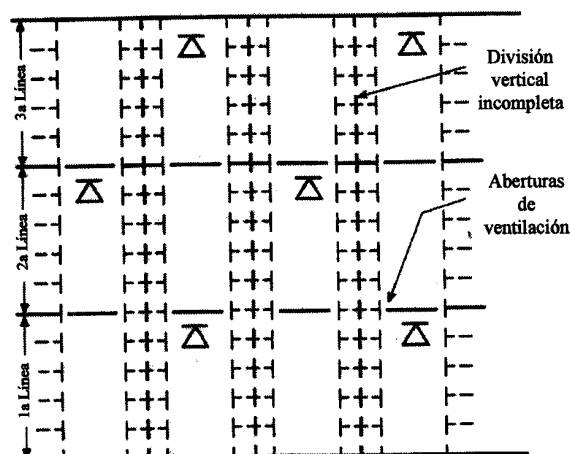 3a Línea
2a Línea
1a Línea
División
vertical
incompleta
Aberturas
de
ventilación